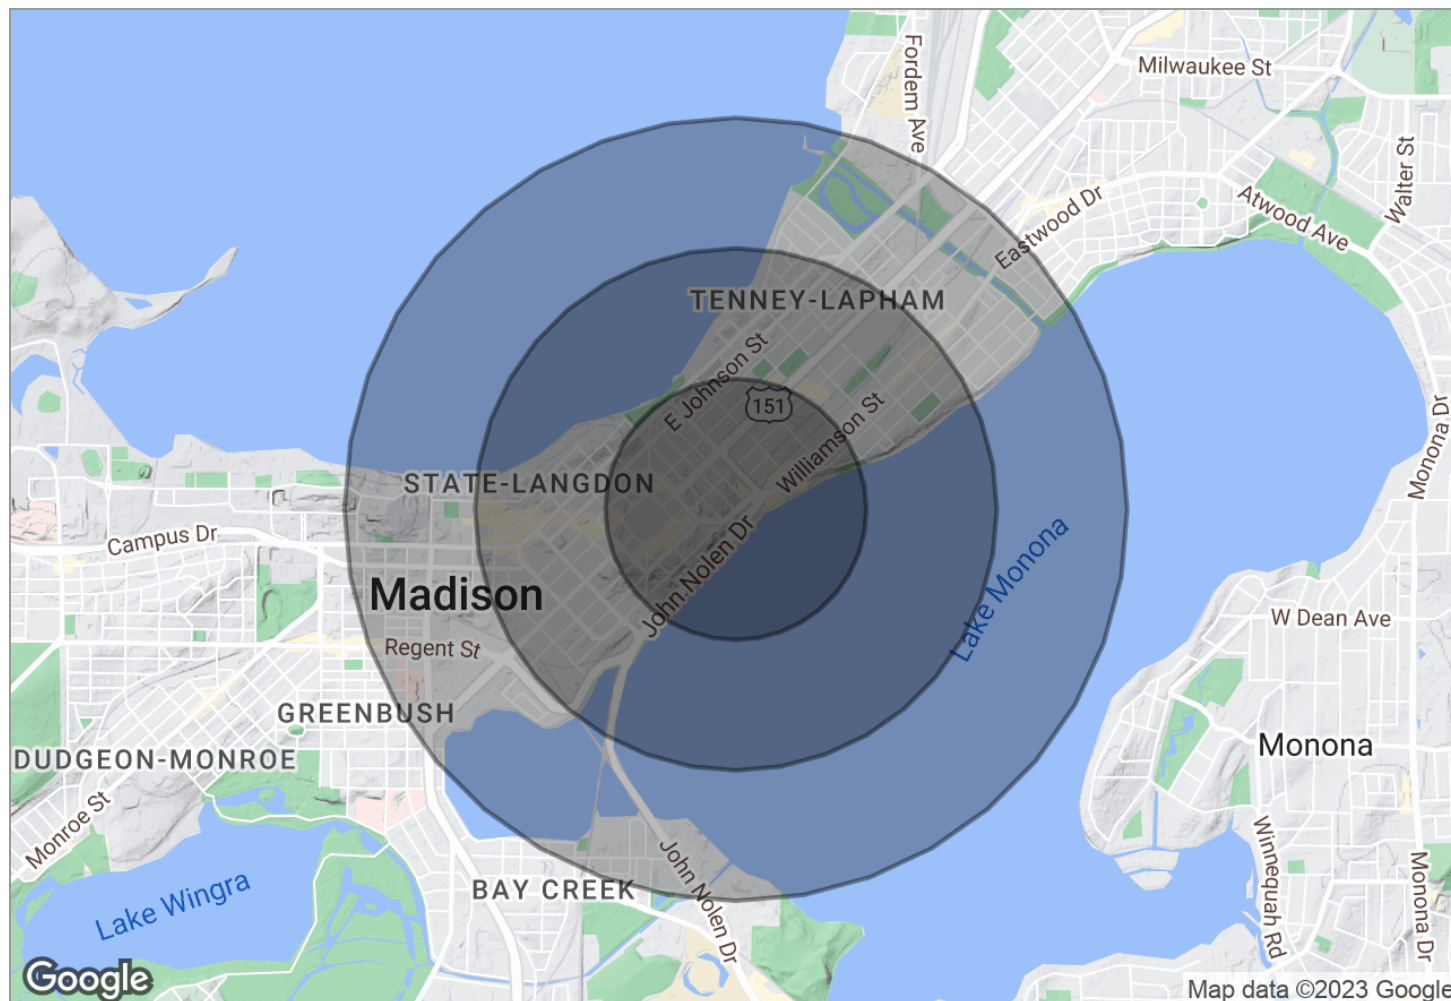 Fordem Ave
Milwaukee St
Walter St
Atwood Ave
Eastwood Dr
TENNEY-LAPHAM
E Johnson St
151
Williamson St
Monona Dr
STATE-LANGDON
Campus Dr
John Nolen Dr
Lake Monona
Madison
W Dean Ave
Regent St
GREENBUSH
Monona
DUDGEON-MONROE
Monroe St
Winnequah Rd
John Nolen Dr
BAY CREEK
Monona Dr
Lake Wingra
Google
Map data ©2023 Google